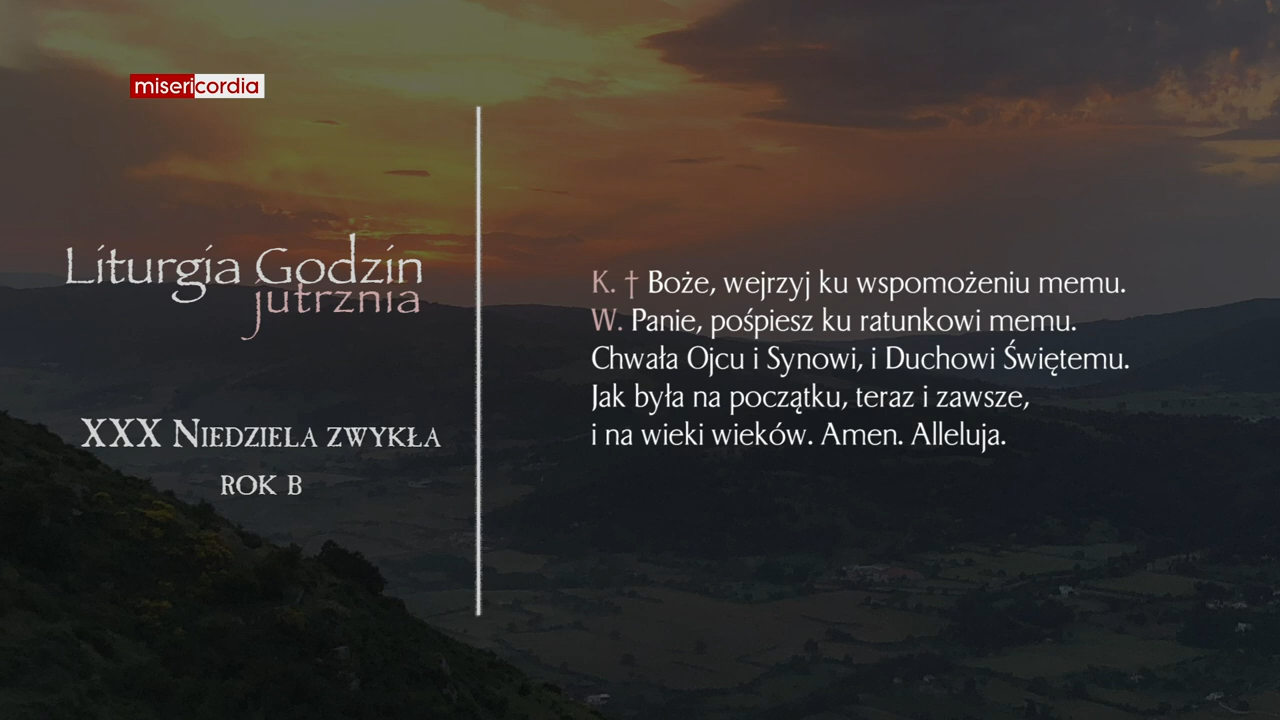 misericordia
Liturgia Godzin
jutrznia
XXX Niedziela zwykła
rok B
K. † Boże, wejrzyj ku wspomożeniu memu.
W. Panie, pośpiesz ku ratunkowi memu.
Chwała Ojcu i Synowi, i Duchowi Świętemu.
Jak była na początku, teraz i zawsze,
i na wieki wieków. Amen. Alleluja.